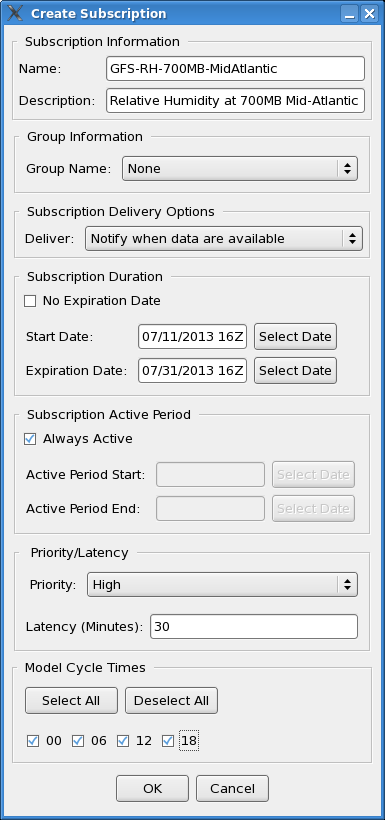 Create Subscription
Subscription Information
Name: GFS-RH-700MB-MidAtlantic
Description: Relative Humidity at 700MB Mid-Atlantic
Group Information
Group Name: None
Subscription Delivery Options
Deliver: Notify when data are available
Subscription Duration
No Expiration Date
Start Date: 07/11/2013 16Z Select Date
Expiration Date: 07/31/2013 16Z Select Date
Subscription Active Period
Always Active
Active Period Start: Select Date
Active Period End: Select Date
Priority/Latency
Priority: High
Latency (Minutes): 30
Model Cycle Times
Select All Deselect All
00 06 12 18
OK Cancel